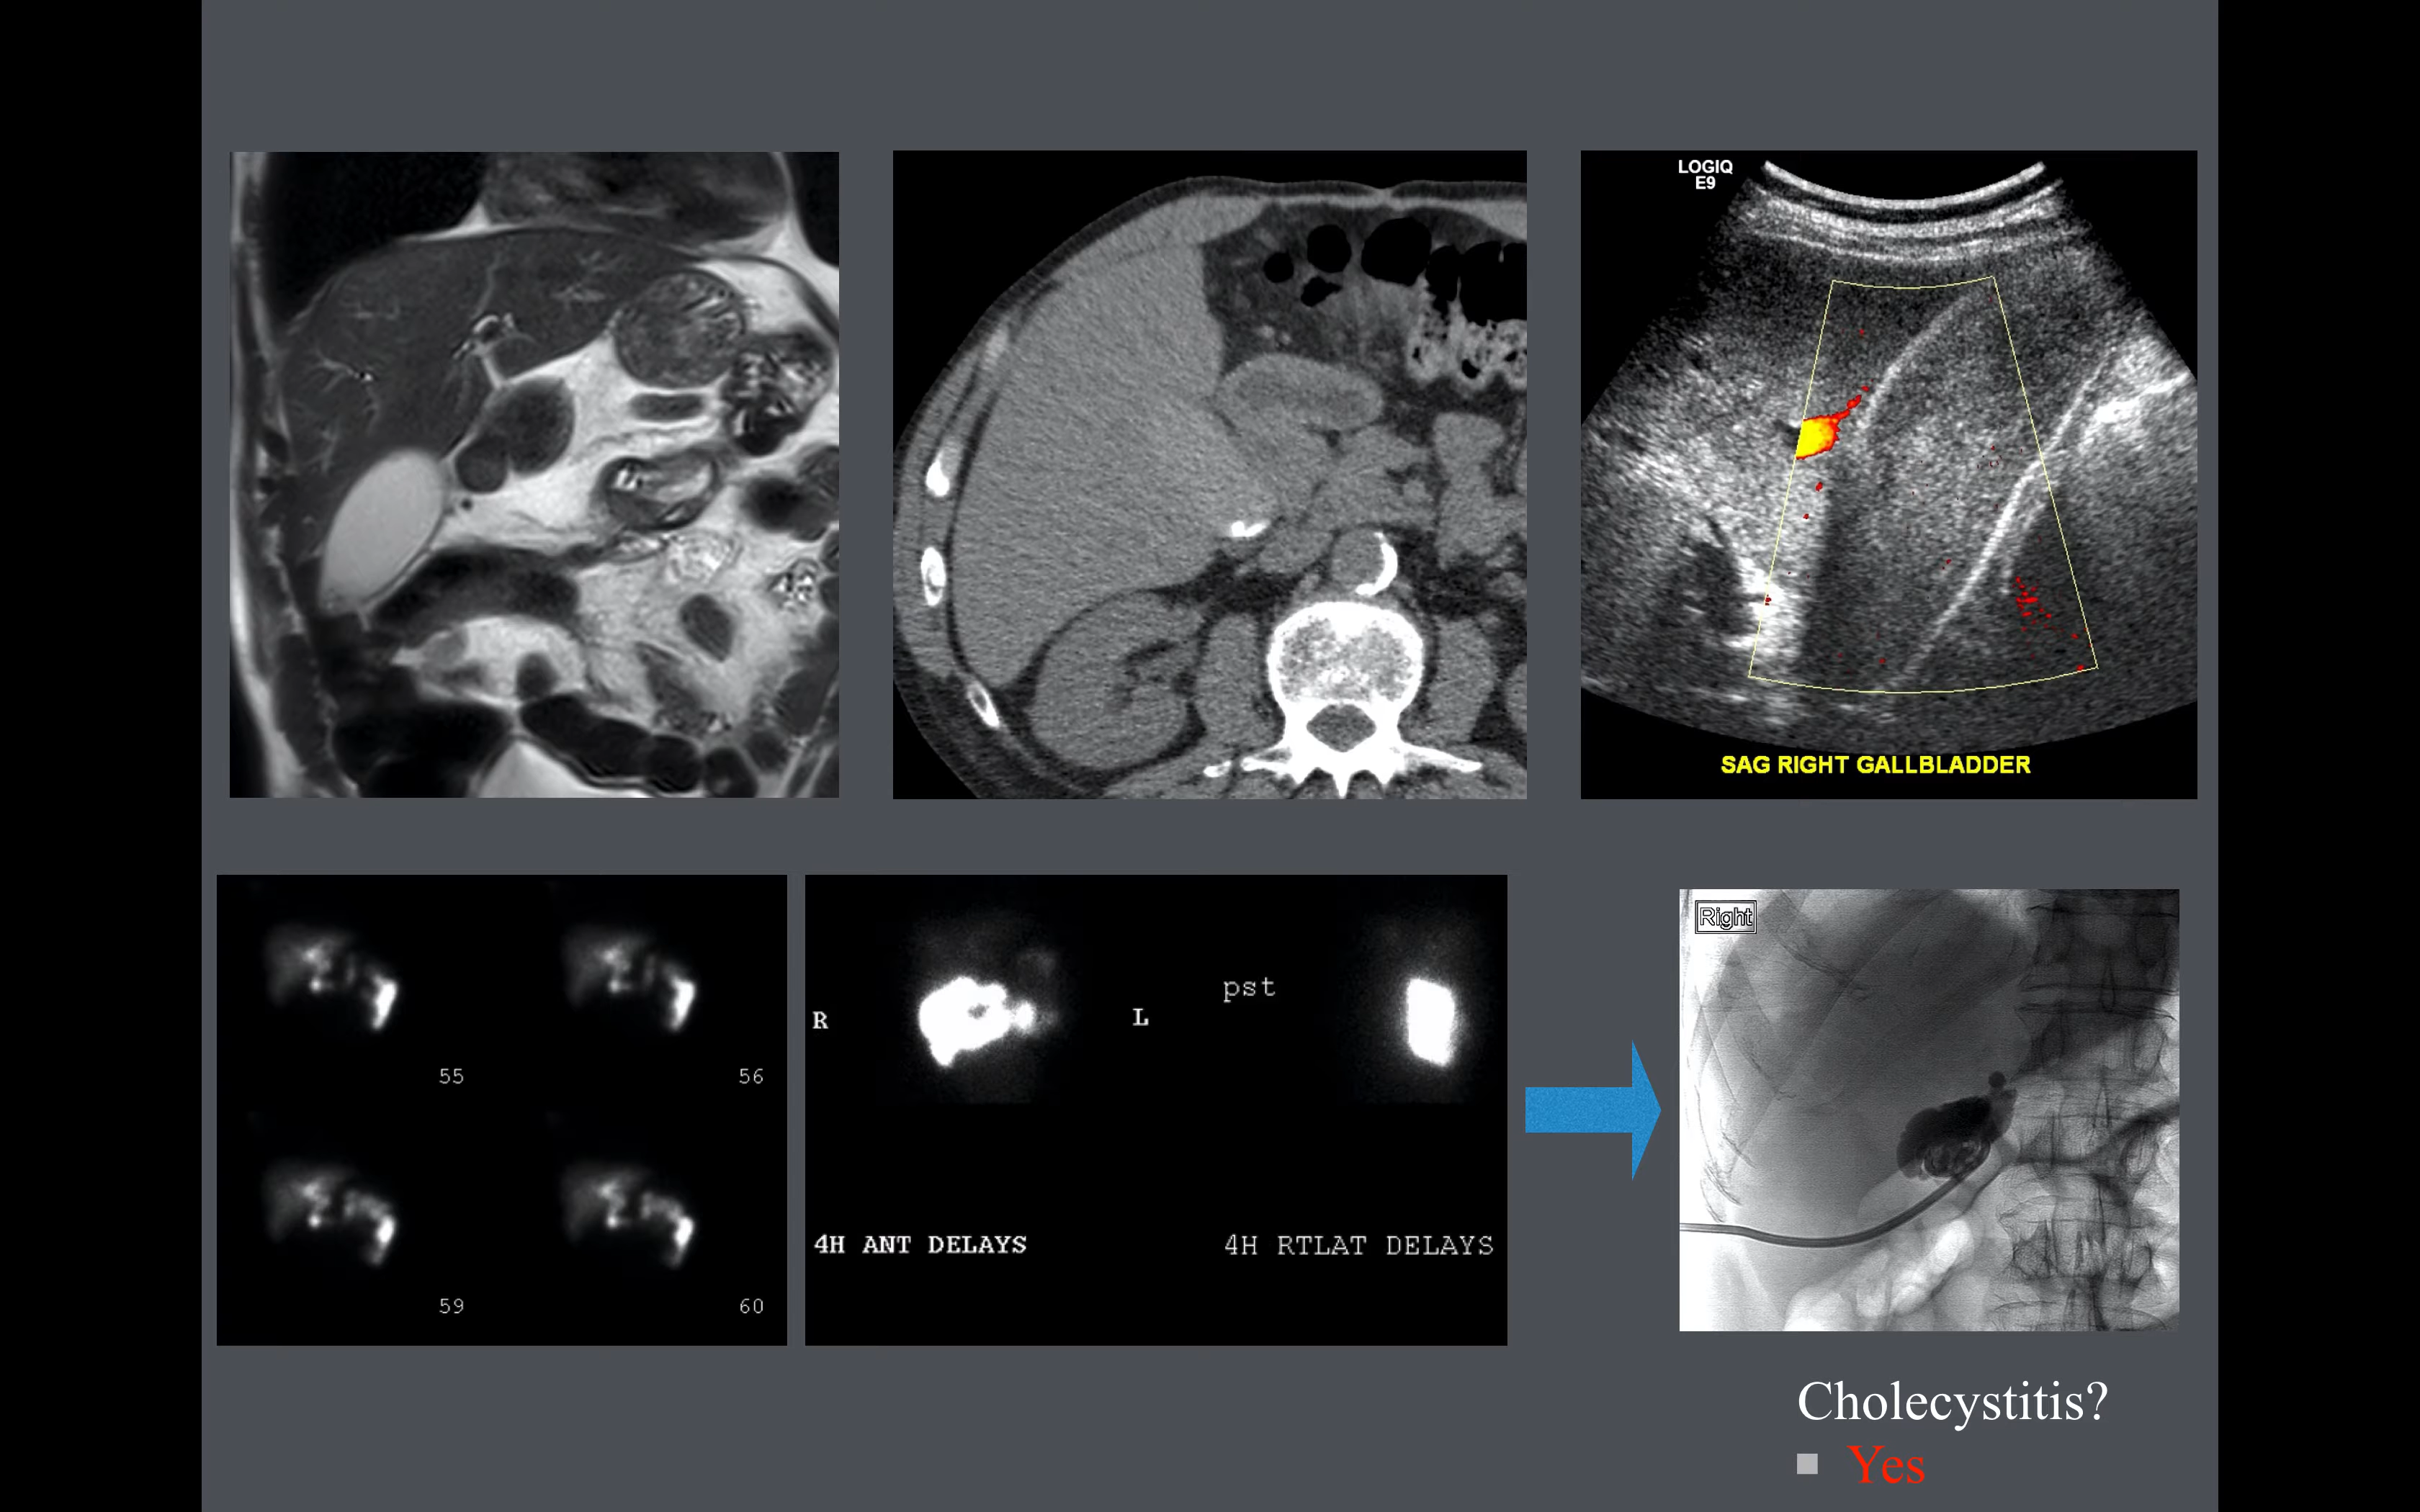 LOGIQ
E9
SAG RIGHT GALLBLADDER
55
56
59
60
R
L
pst
4H ANT DELAYS
4H RTLAT DELAYS
Right
Cholecystitis?
Yes